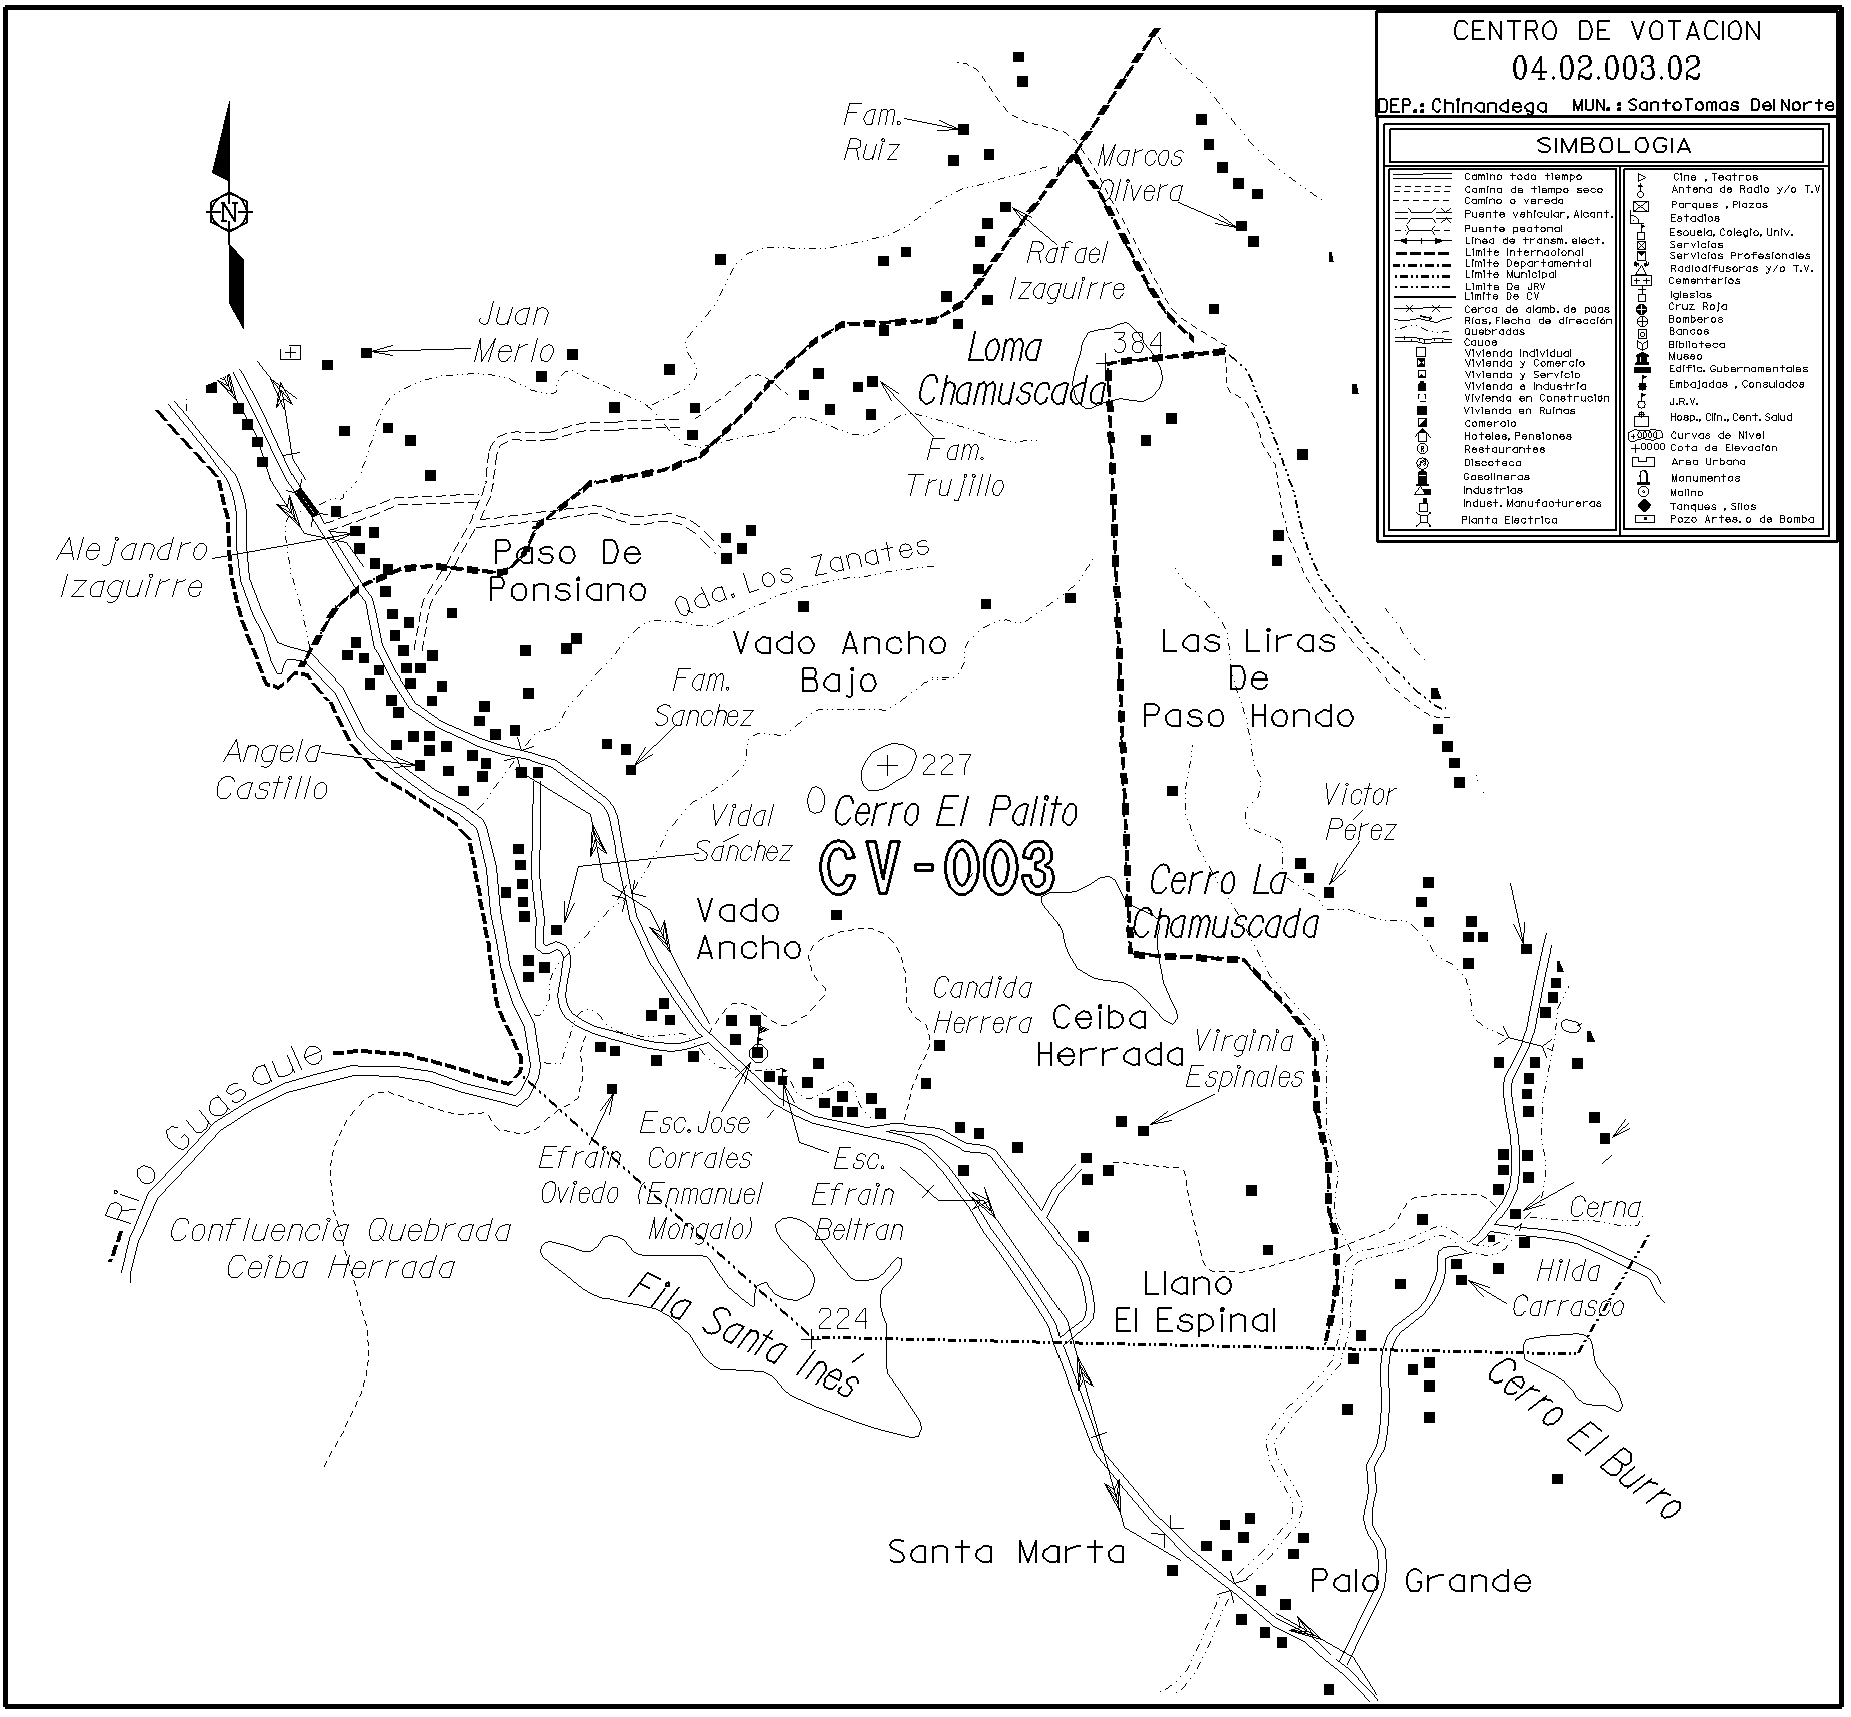 CENTRO DE VOTACION
04.02.003.02
DEP.: Chinandega MUN.: Santo Tomas Del Norte
SIMBOLOGIA
Camino todo tiempo
Camino de tiempo seco
Camino o vereda
Puente vehicular, Alcant.
Puente peatonal
Linea de transm. elect.
Limite Internacional
Limite Departamental
Limite Municipal
Limite De JRV
Limite De CV
Cerca de alamb. de puas
Rios, Flecha de dirección
Quebradas
Cauce
Vivienda Individual
Vivienda y Comercio
Vivienda y Servicio
Vivienda e Industria
Vivienda en Construción
Vivienda en Ruinas
Comercio
Hoteles, Pensiones
Restaurantes
Discoteca
Gasolineras
Industrias
Indust. Manufactureras
Planta Electrica
Cine , Teatros
Antena de Radio y/o T.V
Parques , Plazas
Estadios
Escuela, Colegio, Univ.
Servicios
Servicios Profesionales
Radiodifusoras y/o T.V.
Cementerios
Iglesias
Cruz Roja
Bomberos
Bancos
Biblioteca
Museo
Edific. Gubernamentales
Embajadas , Consulados
J.R.V.
Hosp., Clin., Cent. Salud
Curvas de Nivel
+0000 Cota de Elevación
Area Urbana
Monumentos
Molino
Tanques , Silos
Pozo Artes. o de Bomba
N
Fam.
Ruiz
Marcos
Olivera
Rafael
Izaguirre
Juan
Merlo
Loma
Chamuscada
384
Fam.
Trujillo
Alejandro
Izaguirre
Paso De
Ponsiano
Qda. Los Zanates
Vado Ancho
Bajo
Las Liras
De
Paso Hondo
Fam.
Sanchez
Angela
Castillo
227
Cerro El Palito
CV-003
Vidal
Sánchez
Víctor
Pérez
Cerro La
Chamuscada
Vado
Ancho
Candida
Herrera
Ceiba
Herrada
Virginia
Espinales
Rio Guasaule
Esc. Jose
Corrales
(Enmanuel
Mongalo)
Efrain
Oviedo
Esc.
Efrain
Beltran
Confluencia Quebrada
Ceiba Herrada
Cerna
Hilda
Carrasco
Llano
El Espinal
224
Fila Santa Inés
Cerro El Burro
Santa Marta
Palo Grande